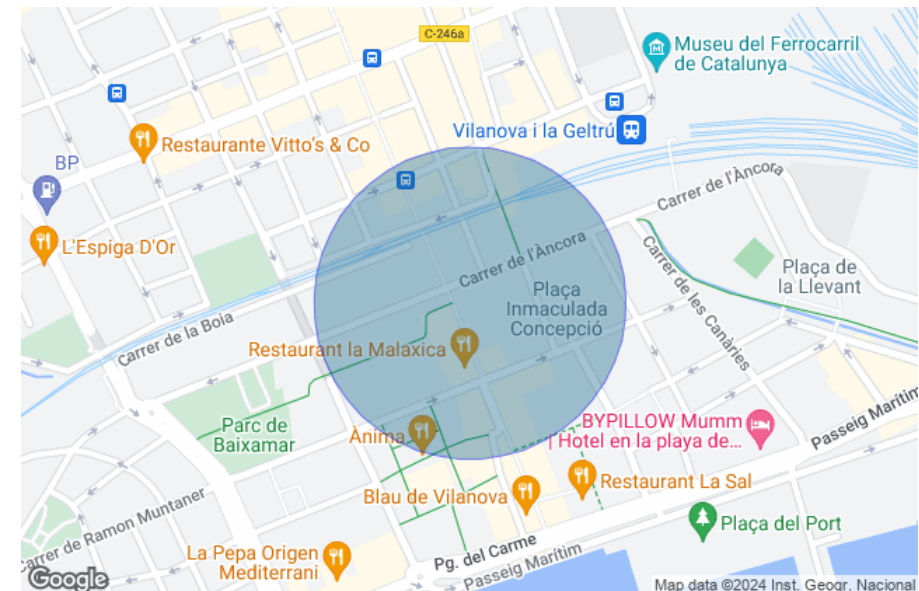 C-246a
Museu del Ferrocarril
de Catalunya
Vilanova i la Geltrú
Restaurante Vitto's & Co
BP
L'Espiga D'Or
Carrer de l'Àncora
Carrer de l'Àncora
Carrer de les Canàries
Plaça de
la Llevant
Plaça
Inmaculada
Concepció
Carrer de la Boia
Restaurant la Malaxica
Parc de
Baixamar
Ànima
BYPILLOW Mumm
| Hotel en la playa de...
Passeig Marítim
Blau de Vilanova
Restaurant La Sal
Carrer de Ramon Muntaner
Plaça del Port
La Pepa Origen
Mediterrani
Pg. del Carme
Passeig Marítim
Google
Map data ©2024 Inst. Geogr. Nacional